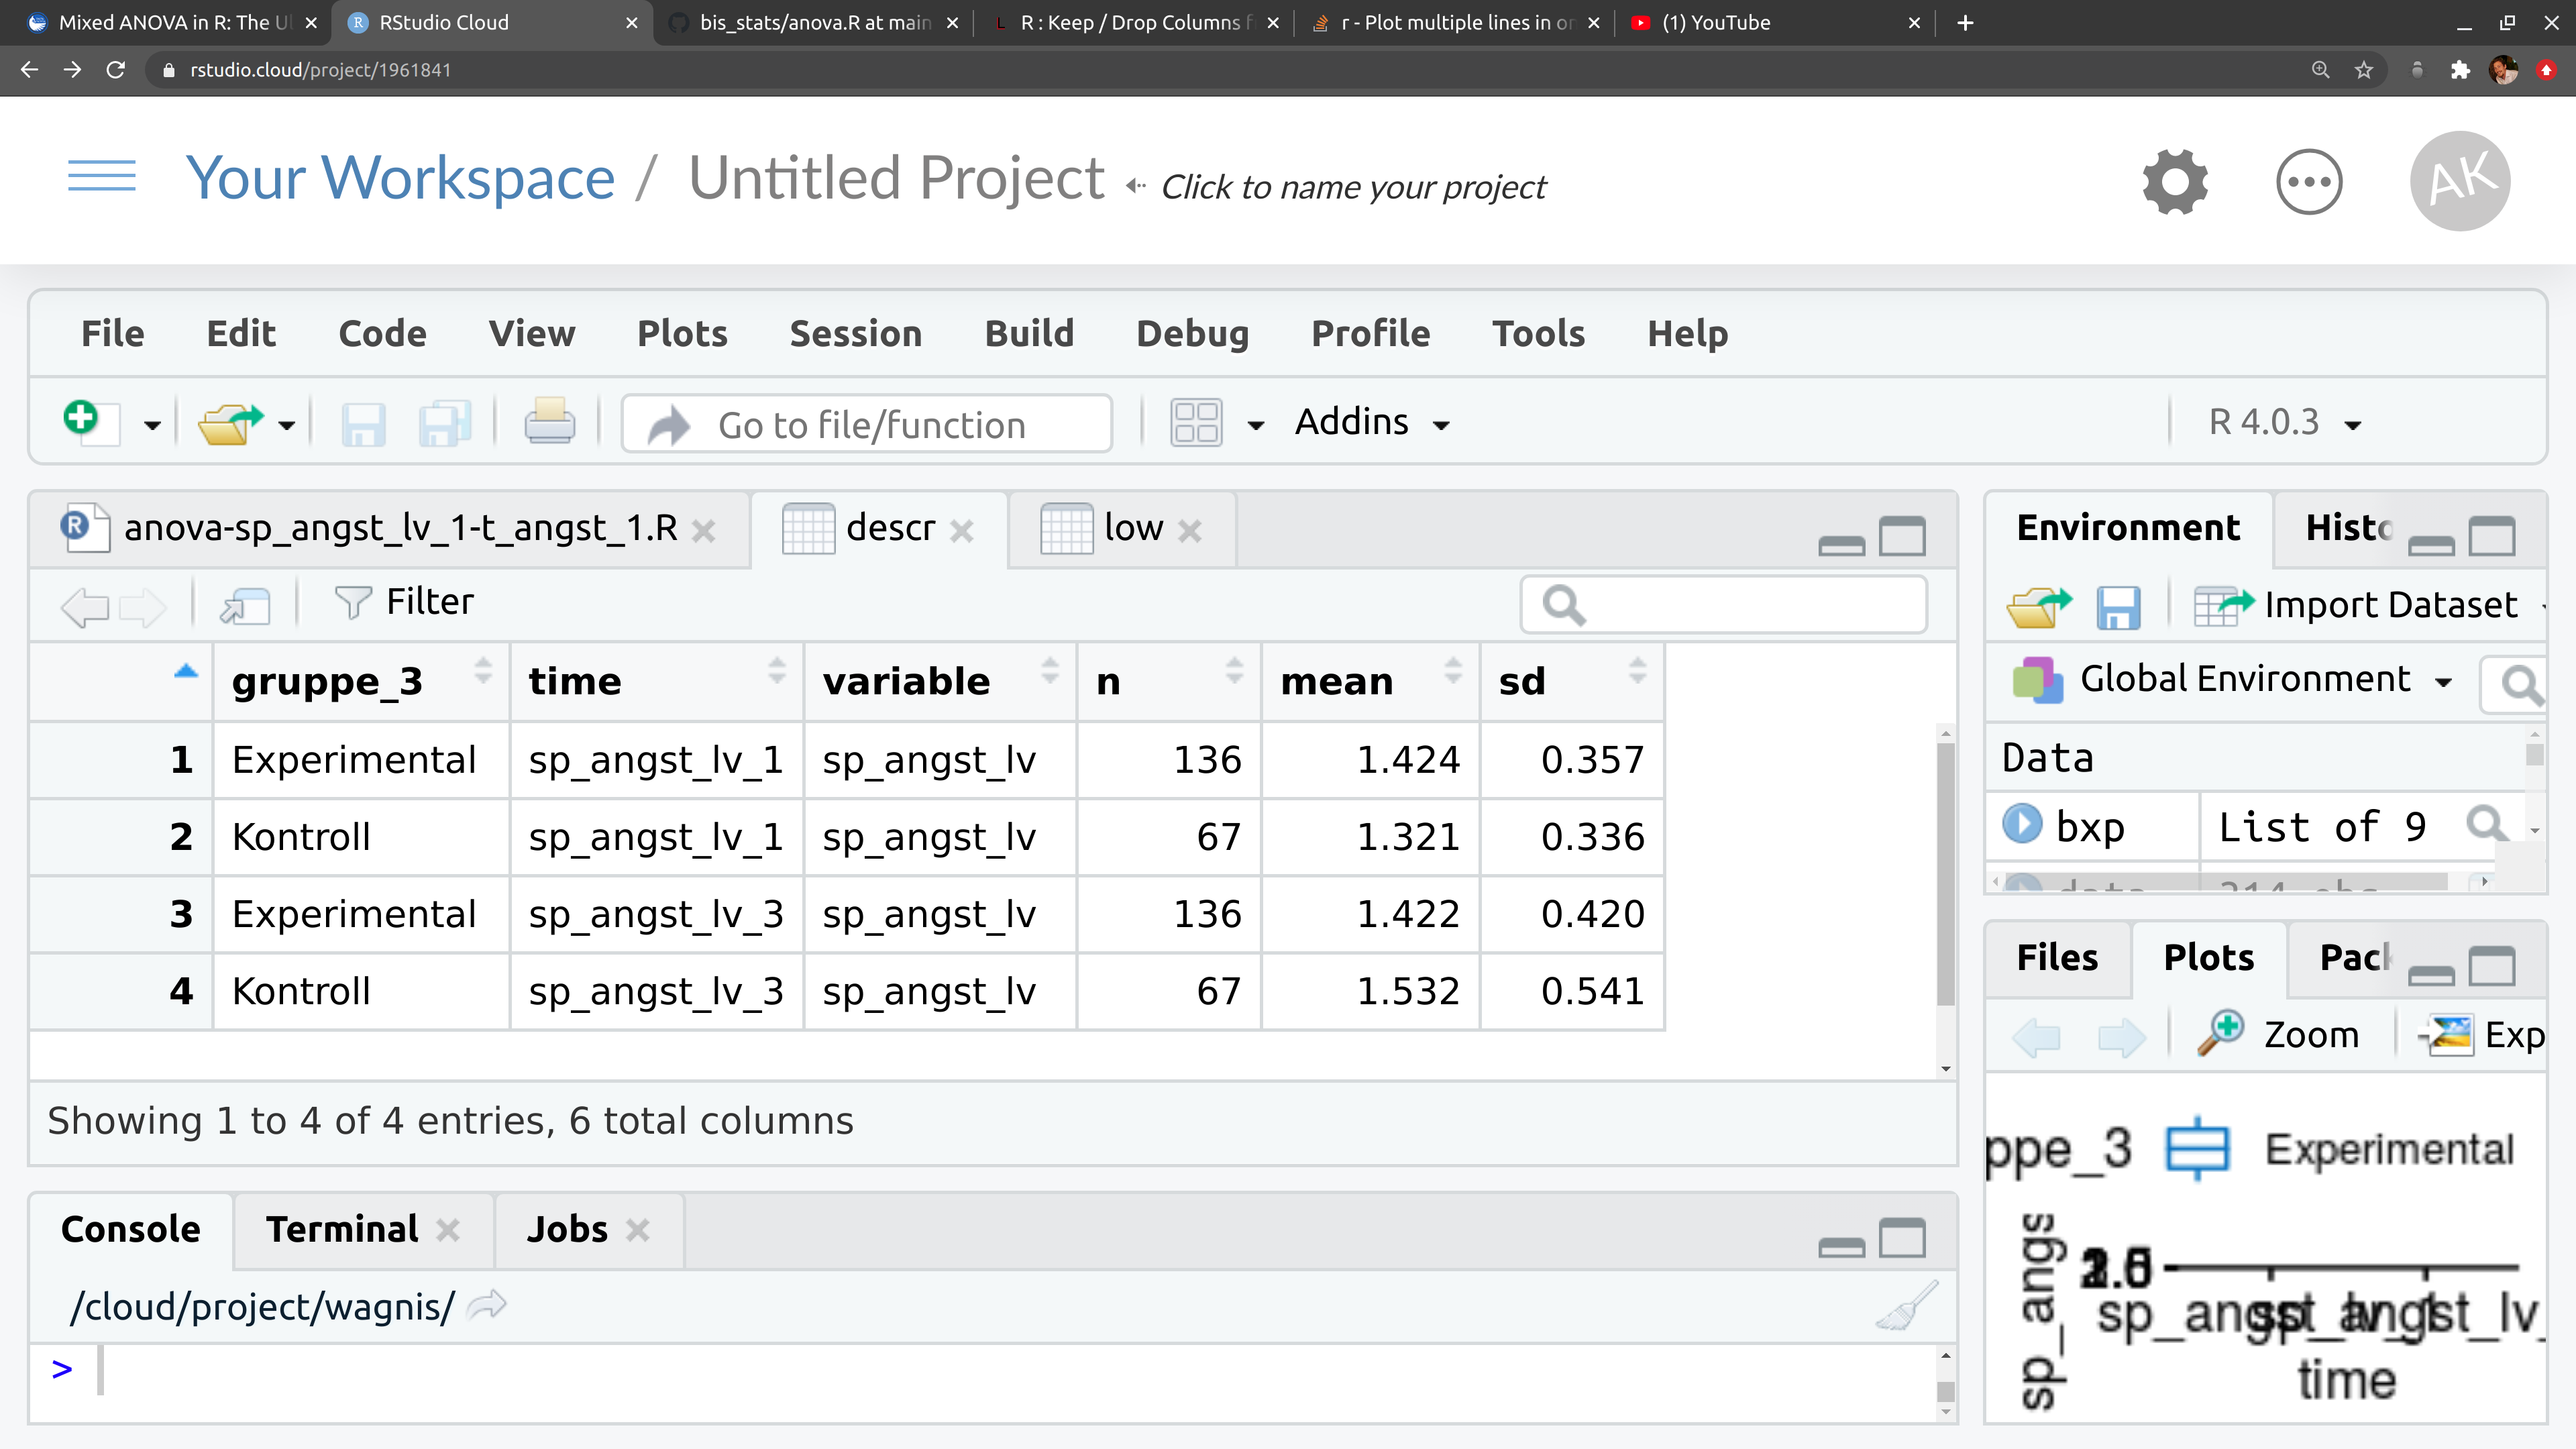 Mixed ANOVA in R: The Ul
RStudio Cloud
bis_stats/anova.R at main
R : Keep / Drop Columns f
r - Plot multiple lines in or
(1) YouTube
rstudio.cloud/project/1961841
Your Workspace / Untitled Project Click to name your project
AK
File Edit Code View Plots Session Build Debug Profile Tools Help
Go to file/function
Addins
R 4.0.3
anova-sp_angst_lv_1-t_angst_1.R
descr
low
Filter
gruppe_3 time variable n mean sd
1 Experimental sp_angst_lv_1 sp_angst_lv 136 1.424 0.357
2 Kontroll sp_angst_lv_1 sp_angst_lv 67 1.321 0.336
3 Experimental sp_angst_lv_3 sp_angst_lv 136 1.422 0.420
4 Kontroll sp_angst_lv_3 sp_angst_lv 67 1.532 0.541
Showing 1 to 4 of 4 entries, 6 total columns
Console Terminal Jobs
/cloud/project/wagnis/
>
Environment Histo
Import Dataset
Global Environment
Data
bxp List of 9
Files Plots Pack
Zoom Exp
ppe_3 Experimental
sp_angs
time